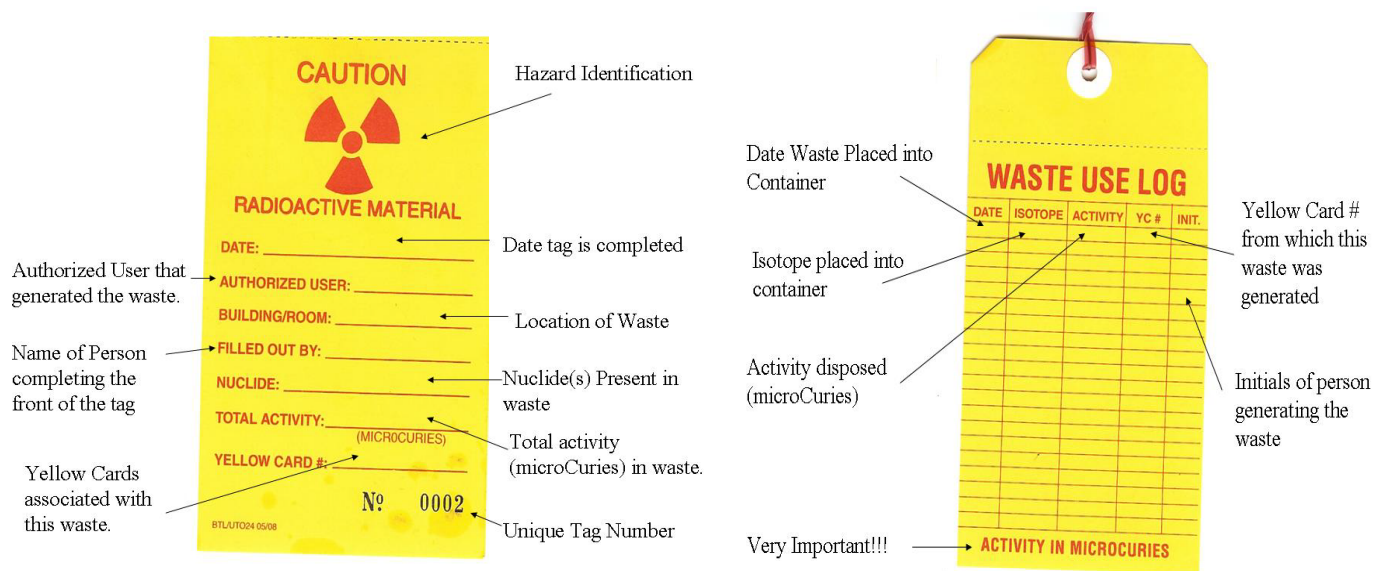 CAUTION
RADIOACTIVE MATERIAL
DATE:
AUTHORIZED USER:
BUILDING/ROOM:
FILLED OUT BY:
NUCLIDE:
TOTAL ACTIVITY:
(MICROCURIES)
YELLOW CARD #:
Nº 0002
BTL/UTO24 05/08
Hazard Identification
Date tag is completed
Authorized User that
generated the waste.
Location of Waste
Name of Person
completing the
front of the tag
Nuclide(s) Present in
waste
Total activity
(microCuries) in waste.
Yellow Cards
associated with
this waste.
Unique Tag Number
WASTE USE LOG
DATE ISOTOPE ACTIVITY YC # INIT.
ACTIVITY IN MICROCURIES
Date Waste Placed into
Container
Isotope placed into
container
Activity disposed
(microCuries)
Very Important!!!
Yellow Card #
from which this
waste was
generated
Initials of person
generating the
waste